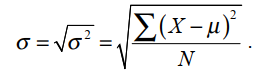 σ = √σ² = √(∑(X − μ)² / N) .